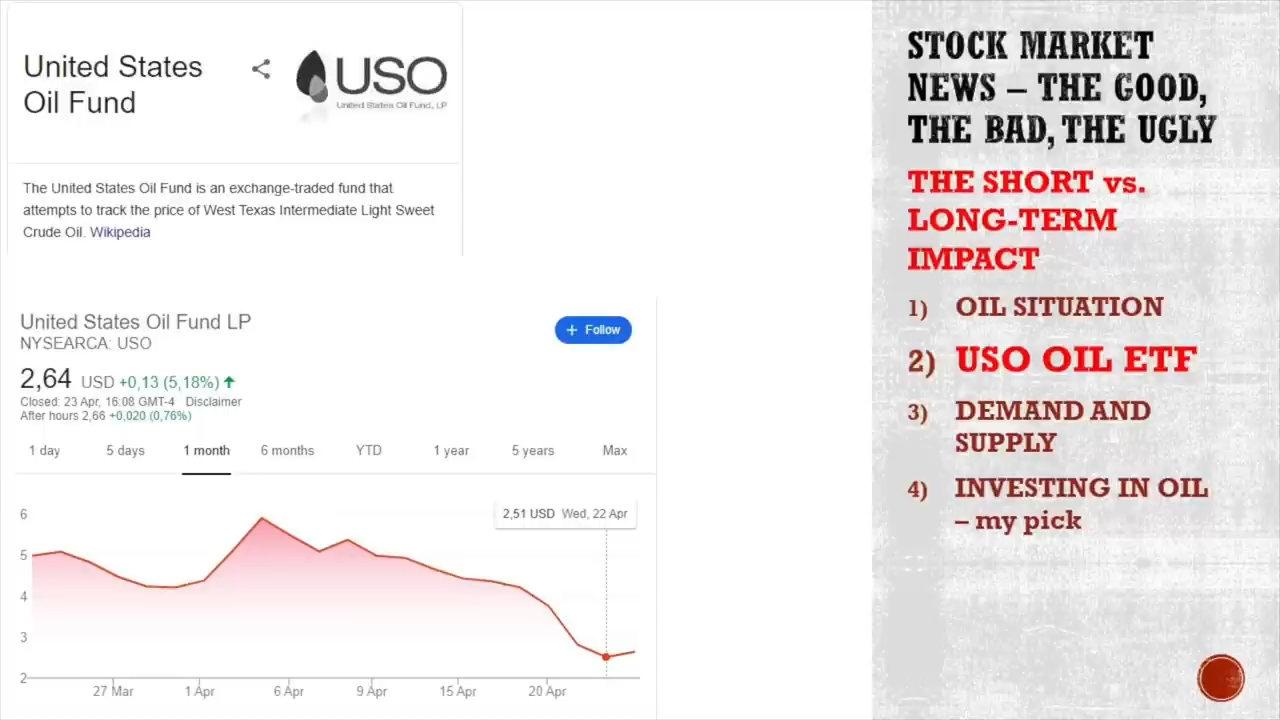 United States
Oil Fund
USO
United States Oil Fund, LP
The United States Oil Fund is an exchange-traded fund that
attempts to track the price of West Texas Intermediate Light Sweet
Crude Oil. Wikipedia
United States Oil Fund LP
NYSEARCA: USO
+ Follow
2,64 USD +0,13 (5,18%)
Closed: 23 Apr, 16:08 GMT-4 Disclaimer
After hours 2,66 +0,020 (0,76%)
1 day 5 days 1 month 6 months YTD 1 year 5 years Max
2,51 USD Wed, 22 Apr
6
5
4
3
2
27 Mar 1 Apr 6 Apr 9 Apr 15 Apr 20 Apr
STOCK MARKET
NEWS – THE GOOD,
THE BAD, THE UGLY
THE SHORT vs.
LONG-TERM
IMPACT
1) OIL SITUATION
2) USO OIL ETF
3) DEMAND AND
SUPPLY
4) INVESTING IN OIL
– my pick